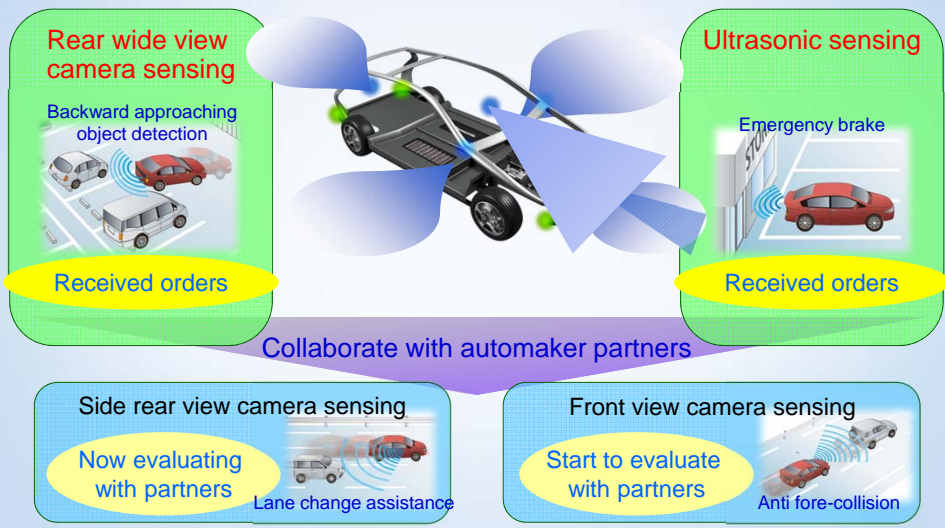 Rear wide view
camera sensing
Backward approaching
object detection
Received orders
Ultrasonic sensing
Emergency brake
STOR
Received orders
Collaborate with automaker partners
Side rear view camera sensing
Now evaluating
with partners
Lane change assistance
Front view camera sensing
Start to evaluate
with partners
Anti fore-collision